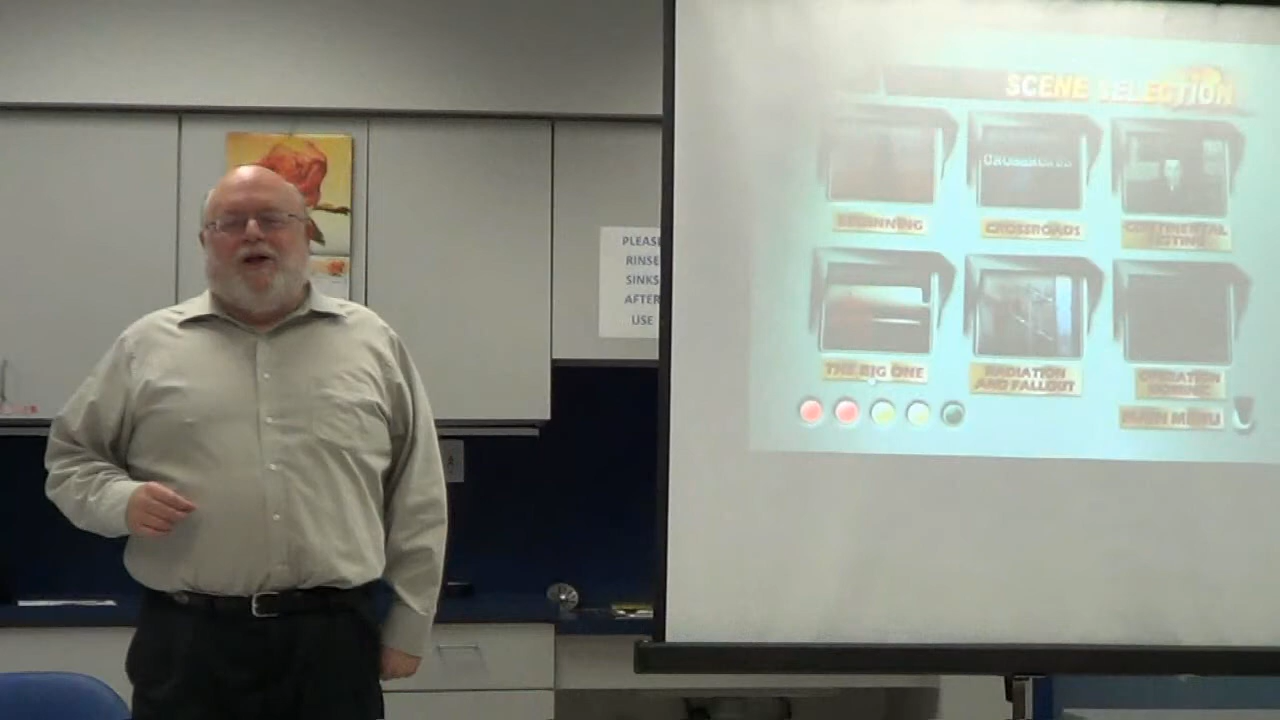 SCENE SELECTION
PLEASE
RINSE
SINKS
AFTER
USE
CROSSROADS
BEGINNING
CROSSROADS
CONTINENTAL
TESTING
THE BIG ONE
RADIATION
AND FALLOUT
MAIN MENU